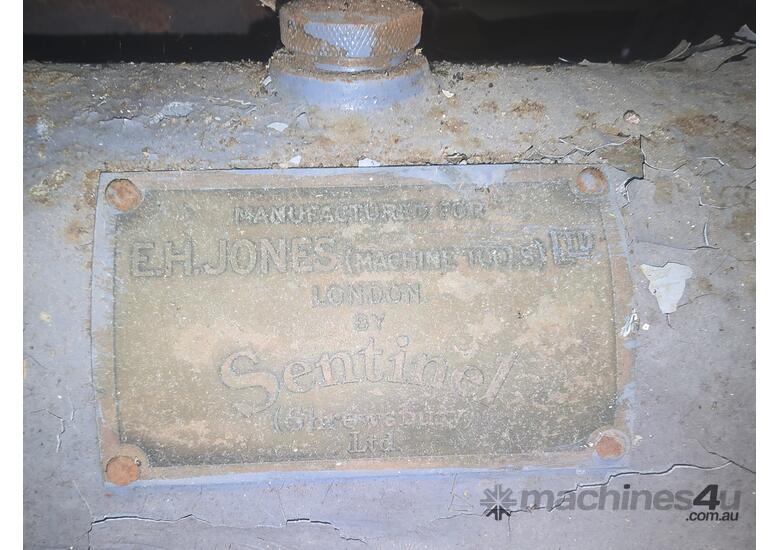 MANUFACTURED FOR
E.H.JONES (MACHINE TOOLS) LTD
LONDON.
BY
Sentinel
(Shrewsbury)
Ltd.
machines4u
.com.au